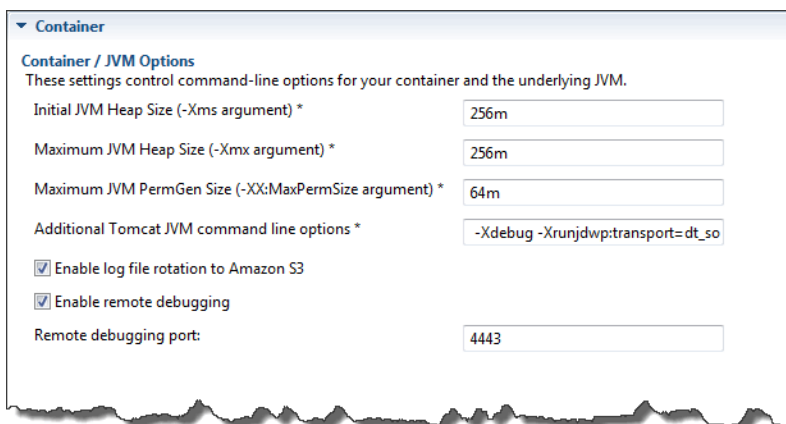 Container
Container / JVM Options
These settings control command-line options for your container and the underlying JVM.
Initial JVM Heap Size (-Xms argument) * 256m
Maximum JVM Heap Size (-Xmx argument) * 256m
Maximum JVM PermGen Size (-XX:MaxPermSize argument) * 64m
Additional Tomcat JVM command line options * -Xdebug -Xrunjdwp:transport=dt_so
Enable log file rotation to Amazon S3
Enable remote debugging
Remote debugging port: 4443